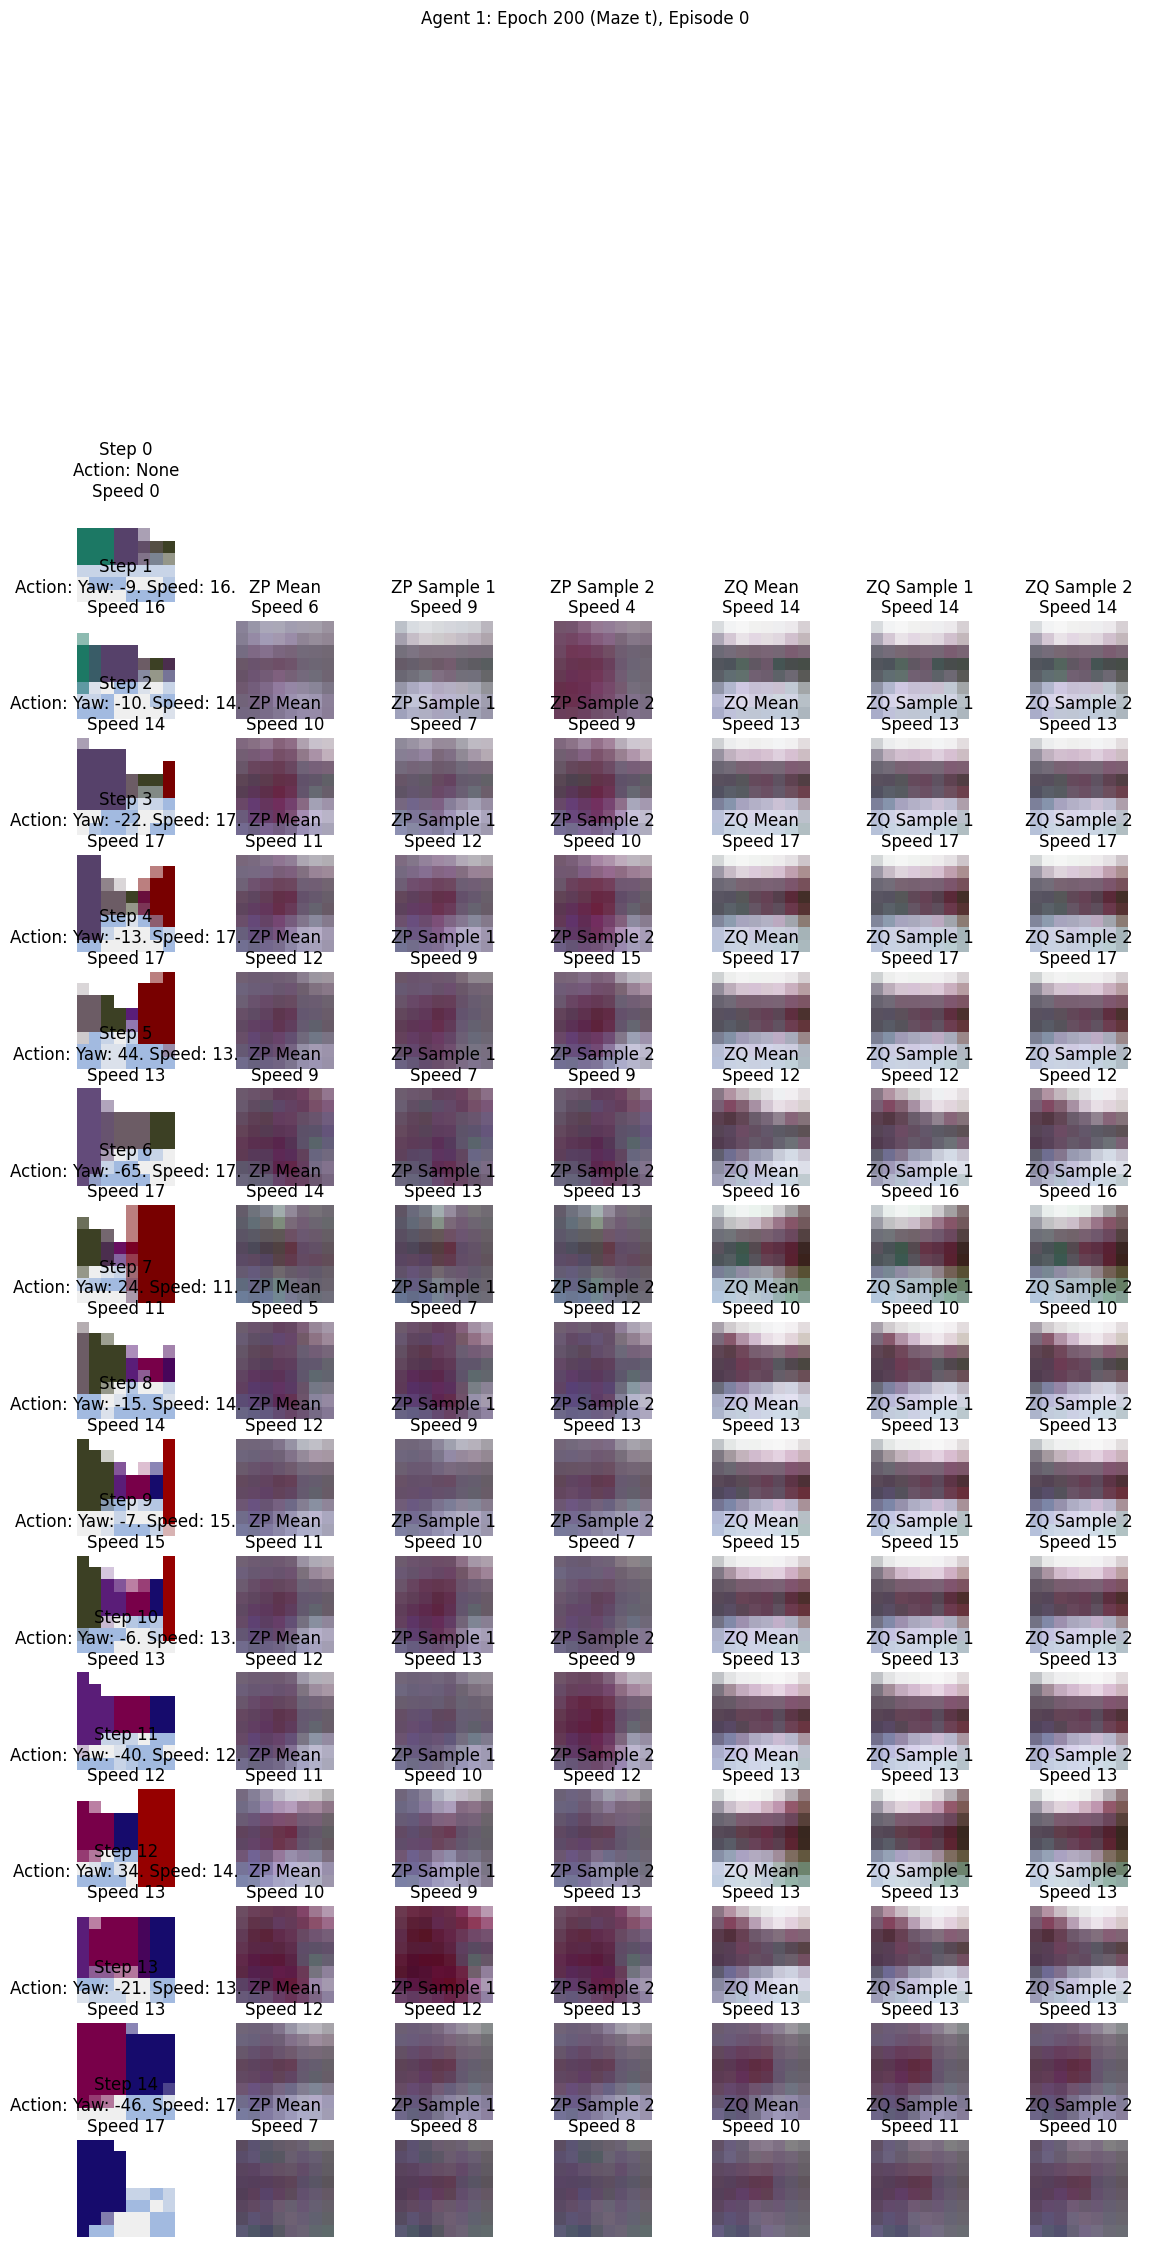 Agent 1: Epoch 200 (Maze t), Episode 0
Step 0
Action: None
Speed 0
Step 1
Action: Yaw: -9. Speed: 16. ZP Mean ZP Sample 1 ZP Sample 2 ZQ Mean ZQ Sample 1 ZQ Sample 2
Speed 16 Speed 6 Speed 9 Speed 4 Speed 14 Speed 14 Speed 14
Step 2
Action: Yaw: -10. Speed: 14. ZP Mean ZP Sample 1 ZP Sample 2 ZQ Mean ZQ Sample 1 ZQ Sample 2
Speed 14 Speed 10 Speed 7 Speed 9 Speed 13 Speed 13 Speed 13
Step 3
Action: Yaw: -22. Speed: 17. ZP Mean ZP Sample 1 ZP Sample 2 ZQ Mean ZQ Sample 1 ZQ Sample 2
Speed 17 Speed 11 Speed 12 Speed 10 Speed 17 Speed 17 Speed 17
Step 4
Action: Yaw: -13. Speed: 17. ZP Mean ZP Sample 1 ZP Sample 2 ZQ Mean ZQ Sample 1 ZQ Sample 2
Speed 17 Speed 12 Speed 9 Speed 15 Speed 17 Speed 17 Speed 17
Step 5
Action: Yaw: 44. Speed: 13. ZP Mean ZP Sample 1 ZP Sample 2 ZQ Mean ZQ Sample 1 ZQ Sample 2
Speed 13 Speed 9 Speed 7 Speed 9 Speed 12 Speed 12 Speed 12
Step 6
Action: Yaw: -65. Speed: 17. ZP Mean ZP Sample 1 ZP Sample 2 ZQ Mean ZQ Sample 1 ZQ Sample 2
Speed 17 Speed 14 Speed 13 Speed 13 Speed 16 Speed 16 Speed 16
Step 7
Action: Yaw: 24. Speed: 11. ZP Mean ZP Sample 1 ZP Sample 2 ZQ Mean ZQ Sample 1 ZQ Sample 2
Speed 11 Speed 5 Speed 7 Speed 12 Speed 10 Speed 10 Speed 10
Step 8
Action: Yaw: -15. Speed: 14. ZP Mean ZP Sample 1 ZP Sample 2 ZQ Mean ZQ Sample 1 ZQ Sample 2
Speed 14 Speed 12 Speed 9 Speed 13 Speed 13 Speed 13 Speed 13
Step 9
Action: Yaw: -7. Speed: 15. ZP Mean ZP Sample 1 ZP Sample 2 ZQ Mean ZQ Sample 1 ZQ Sample 2
Speed 15 Speed 11 Speed 10 Speed 7 Speed 15 Speed 15 Speed 15
Step 10
Action: Yaw: -6. Speed: 13. ZP Mean ZP Sample 1 ZP Sample 2 ZQ Mean ZQ Sample 1 ZQ Sample 2
Speed 13 Speed 12 Speed 13 Speed 9 Speed 13 Speed 13 Speed 13
Step 11
Action: Yaw: -40. Speed: 12. ZP Mean ZP Sample 1 ZP Sample 2 ZQ Mean ZQ Sample 1 ZQ Sample 2
Speed 12 Speed 11 Speed 10 Speed 12 Speed 13 Speed 13 Speed 13
Step 12
Action: Yaw: 34. Speed: 14. ZP Mean ZP Sample 1 ZP Sample 2 ZQ Mean ZQ Sample 1 ZQ Sample 2
Speed 13 Speed 10 Speed 9 Speed 13 Speed 13 Speed 13 Speed 13
Step 13
Action: Yaw: -21. Speed: 13. ZP Mean ZP Sample 1 ZP Sample 2 ZQ Mean ZQ Sample 1 ZQ Sample 2
Speed 13 Speed 12 Speed 12 Speed 13 Speed 13 Speed 13 Speed 13
Step 14
Action: Yaw: -46. Speed: 17. ZP Mean ZP Sample 1 ZP Sample 2 ZQ Mean ZQ Sample 1 ZQ Sample 2
Speed 17 Speed 7 Speed 8 Speed 8 Speed 10 Speed 11 Speed 10